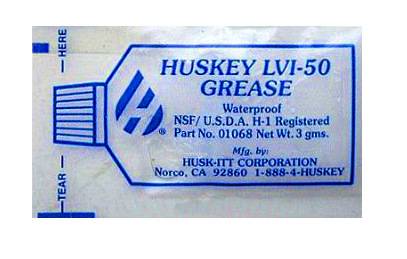 HERE
HUSKEY LVI-50
GREASE
Waterproof
NSF/U.S.D.A. H-1 Registered
Part No. 01068 Net Wt. 3 gms.
Mfg. by:
HUSK-ITT CORPORATION
Norco, CA 92860 1-888-4-HUSKEY
®
TEAR